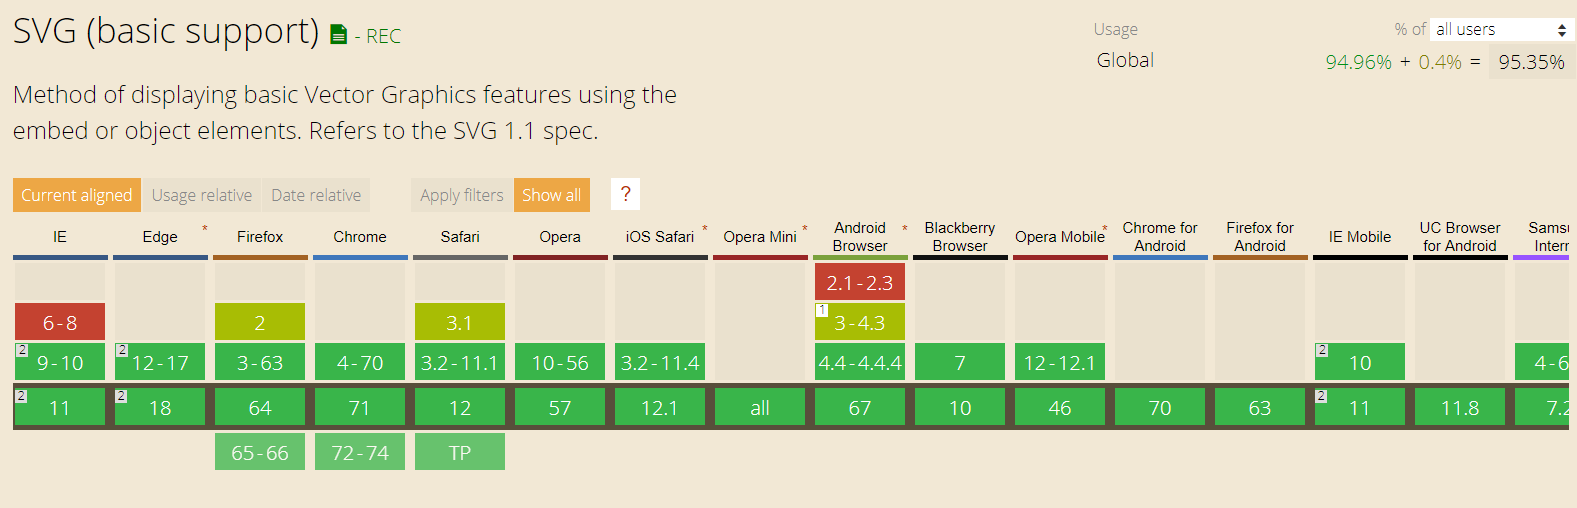 SVG (basic support) - REC
Usage % of all users
Global 94.96% + 0.4% = 95.35%
Method of displaying basic Vector Graphics features using the
embed or object elements. Refers to the SVG 1.1 spec.
Current aligned Usage relative Date relative Apply filters Show all ?
IE Edge * Firefox Chrome Safari Opera iOS Safari * Opera Mini * Android Browser * Blackberry Browser Opera Mobile * Chrome for Android Firefox for Android IE Mobile UC Browser for Android Samsu Intern
2.1-2.3
6-8 2 3.1 1 3-4.3
2 9-10 2 12-17 3-63 4-70 3.2-11.1 10-56 3.2-11.4 4.4-4.4.4 7 12-12.1 2 10 4-6
2 11 2 18 64 71 12 57 12.1 all 67 10 46 70 63 2 11 11.8 7.2
65-66 72-74 TP